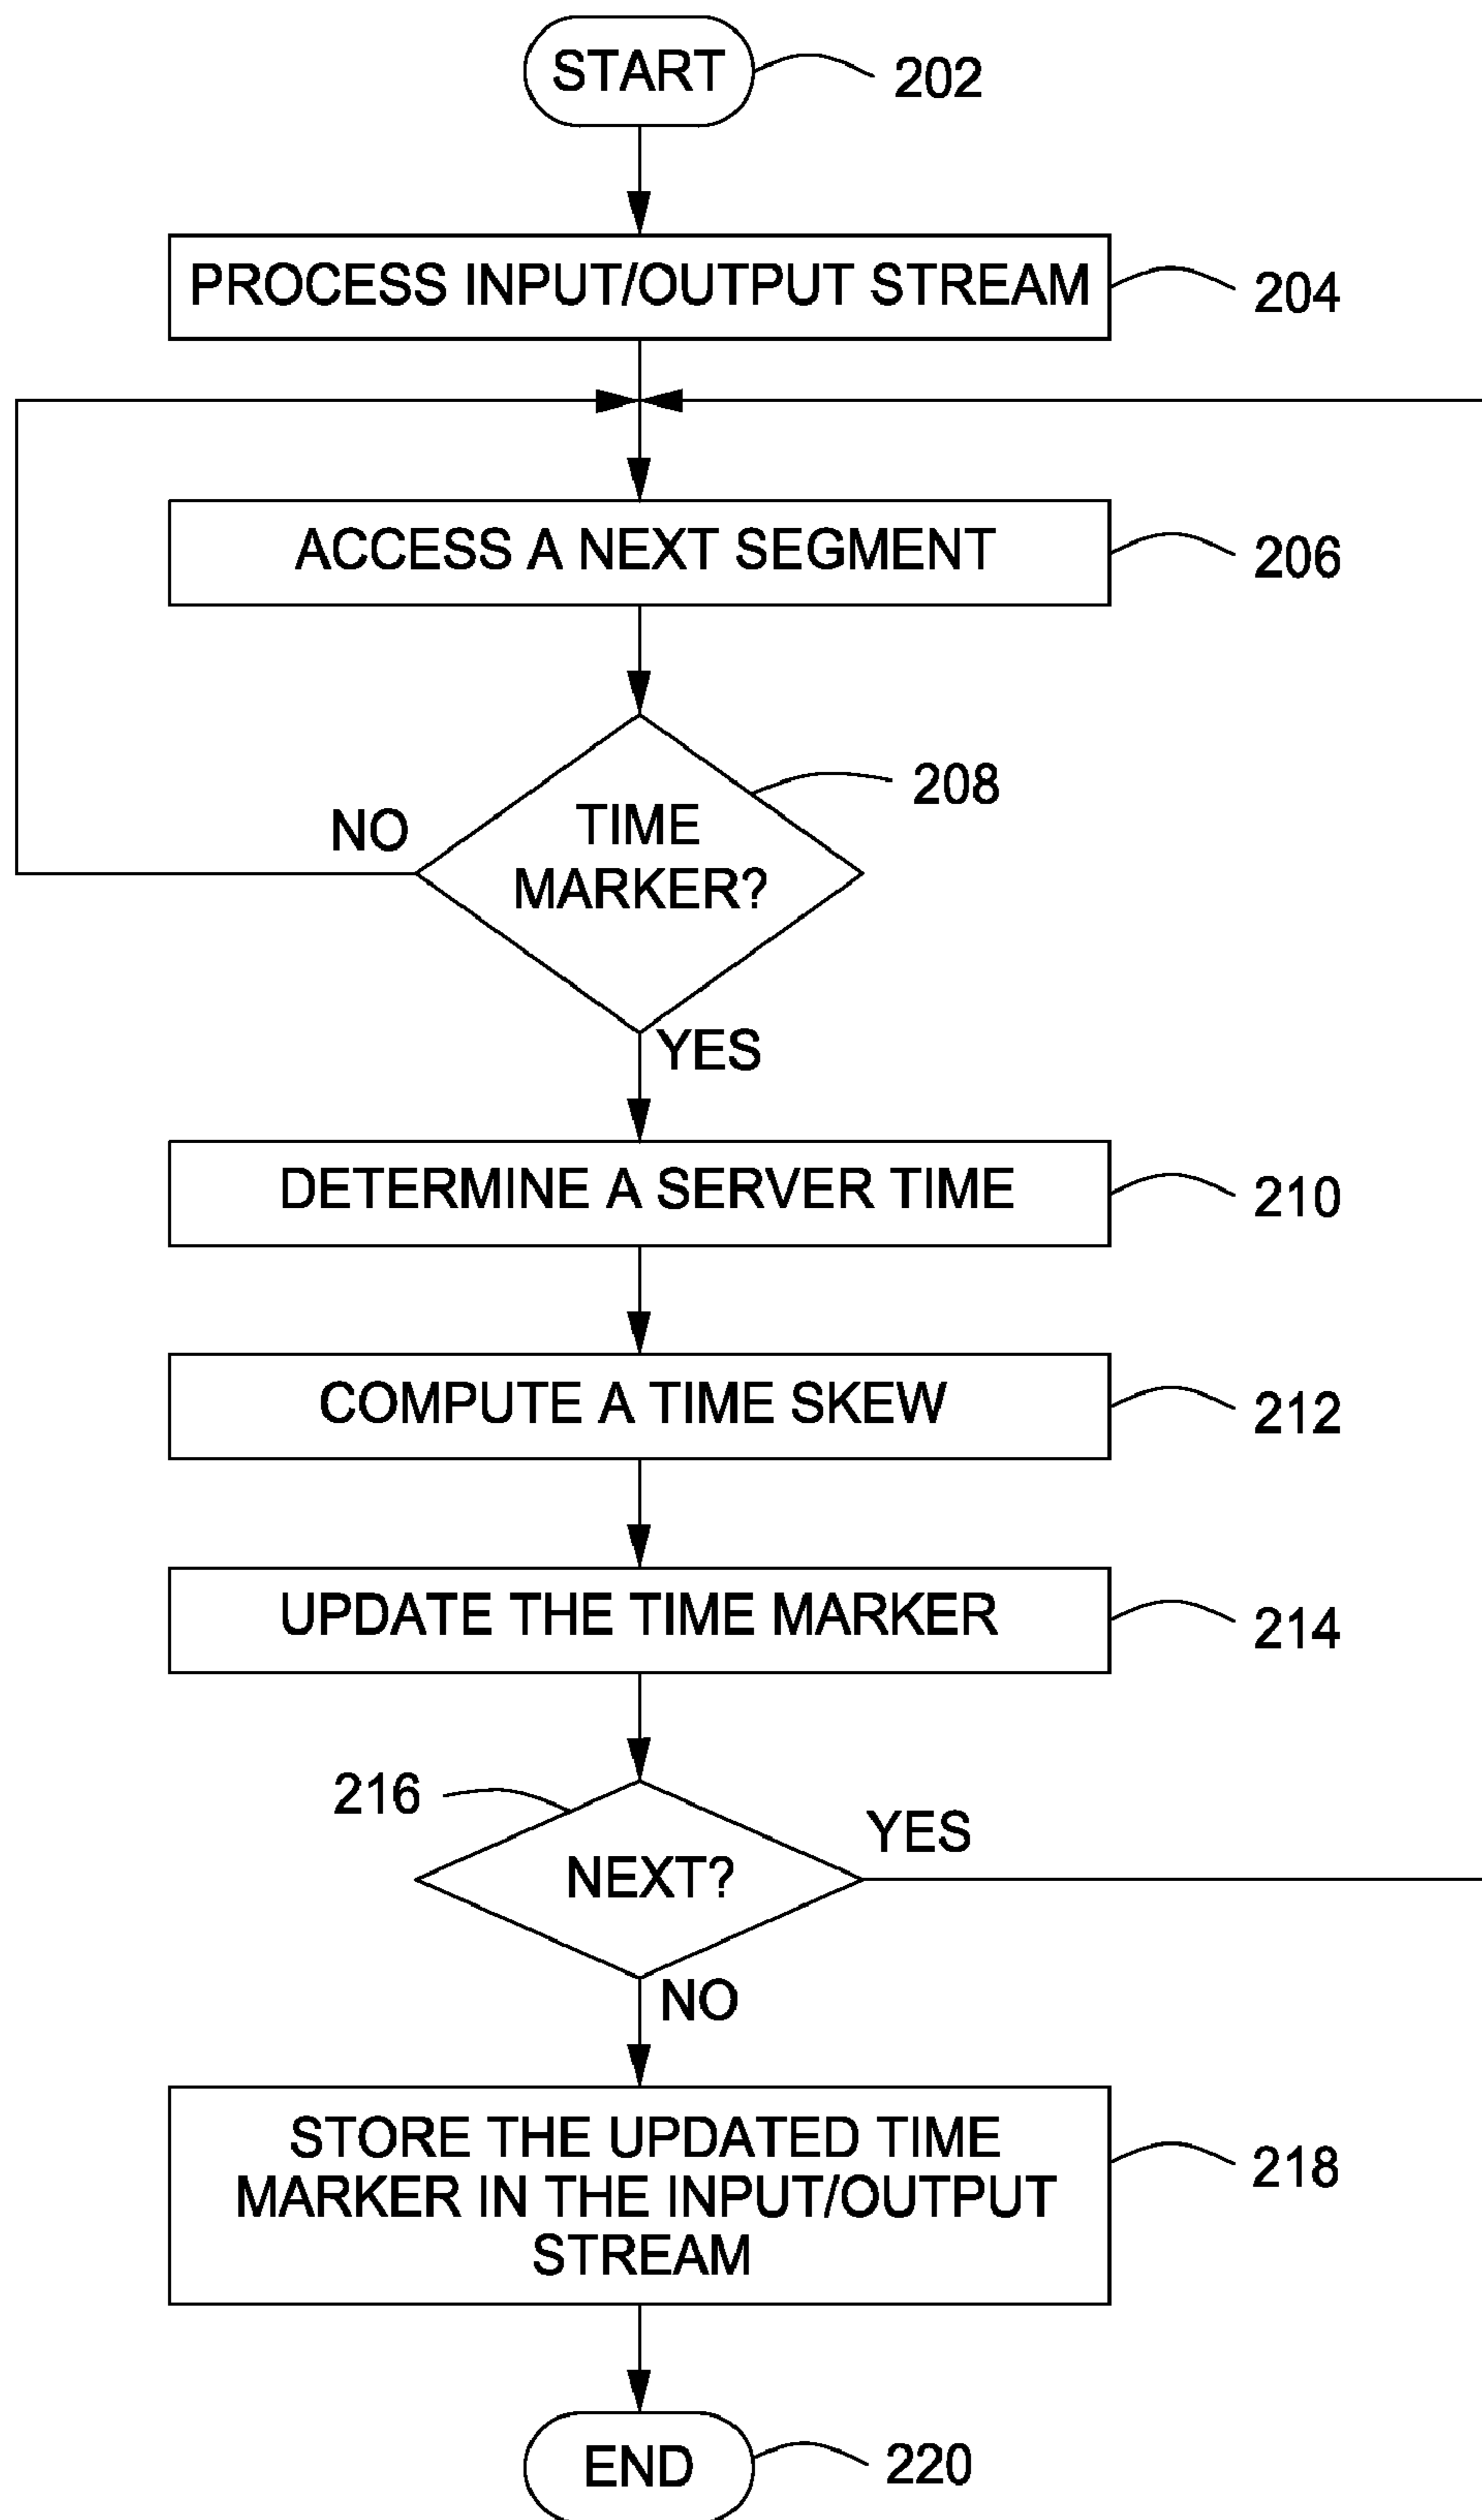 START
202
PROCESS INPUT/OUTPUT STREAM
204
ACCESS A NEXT SEGMENT
206
208
TIME
MARKER?
NO
YES
DETERMINE A SERVER TIME
210
COMPUTE A TIME SKEW
212
UPDATE THE TIME MARKER
214
216
NEXT?
YES
NO
STORE THE UPDATED TIME
MARKER IN THE INPUT/OUTPUT
STREAM
218
END
220